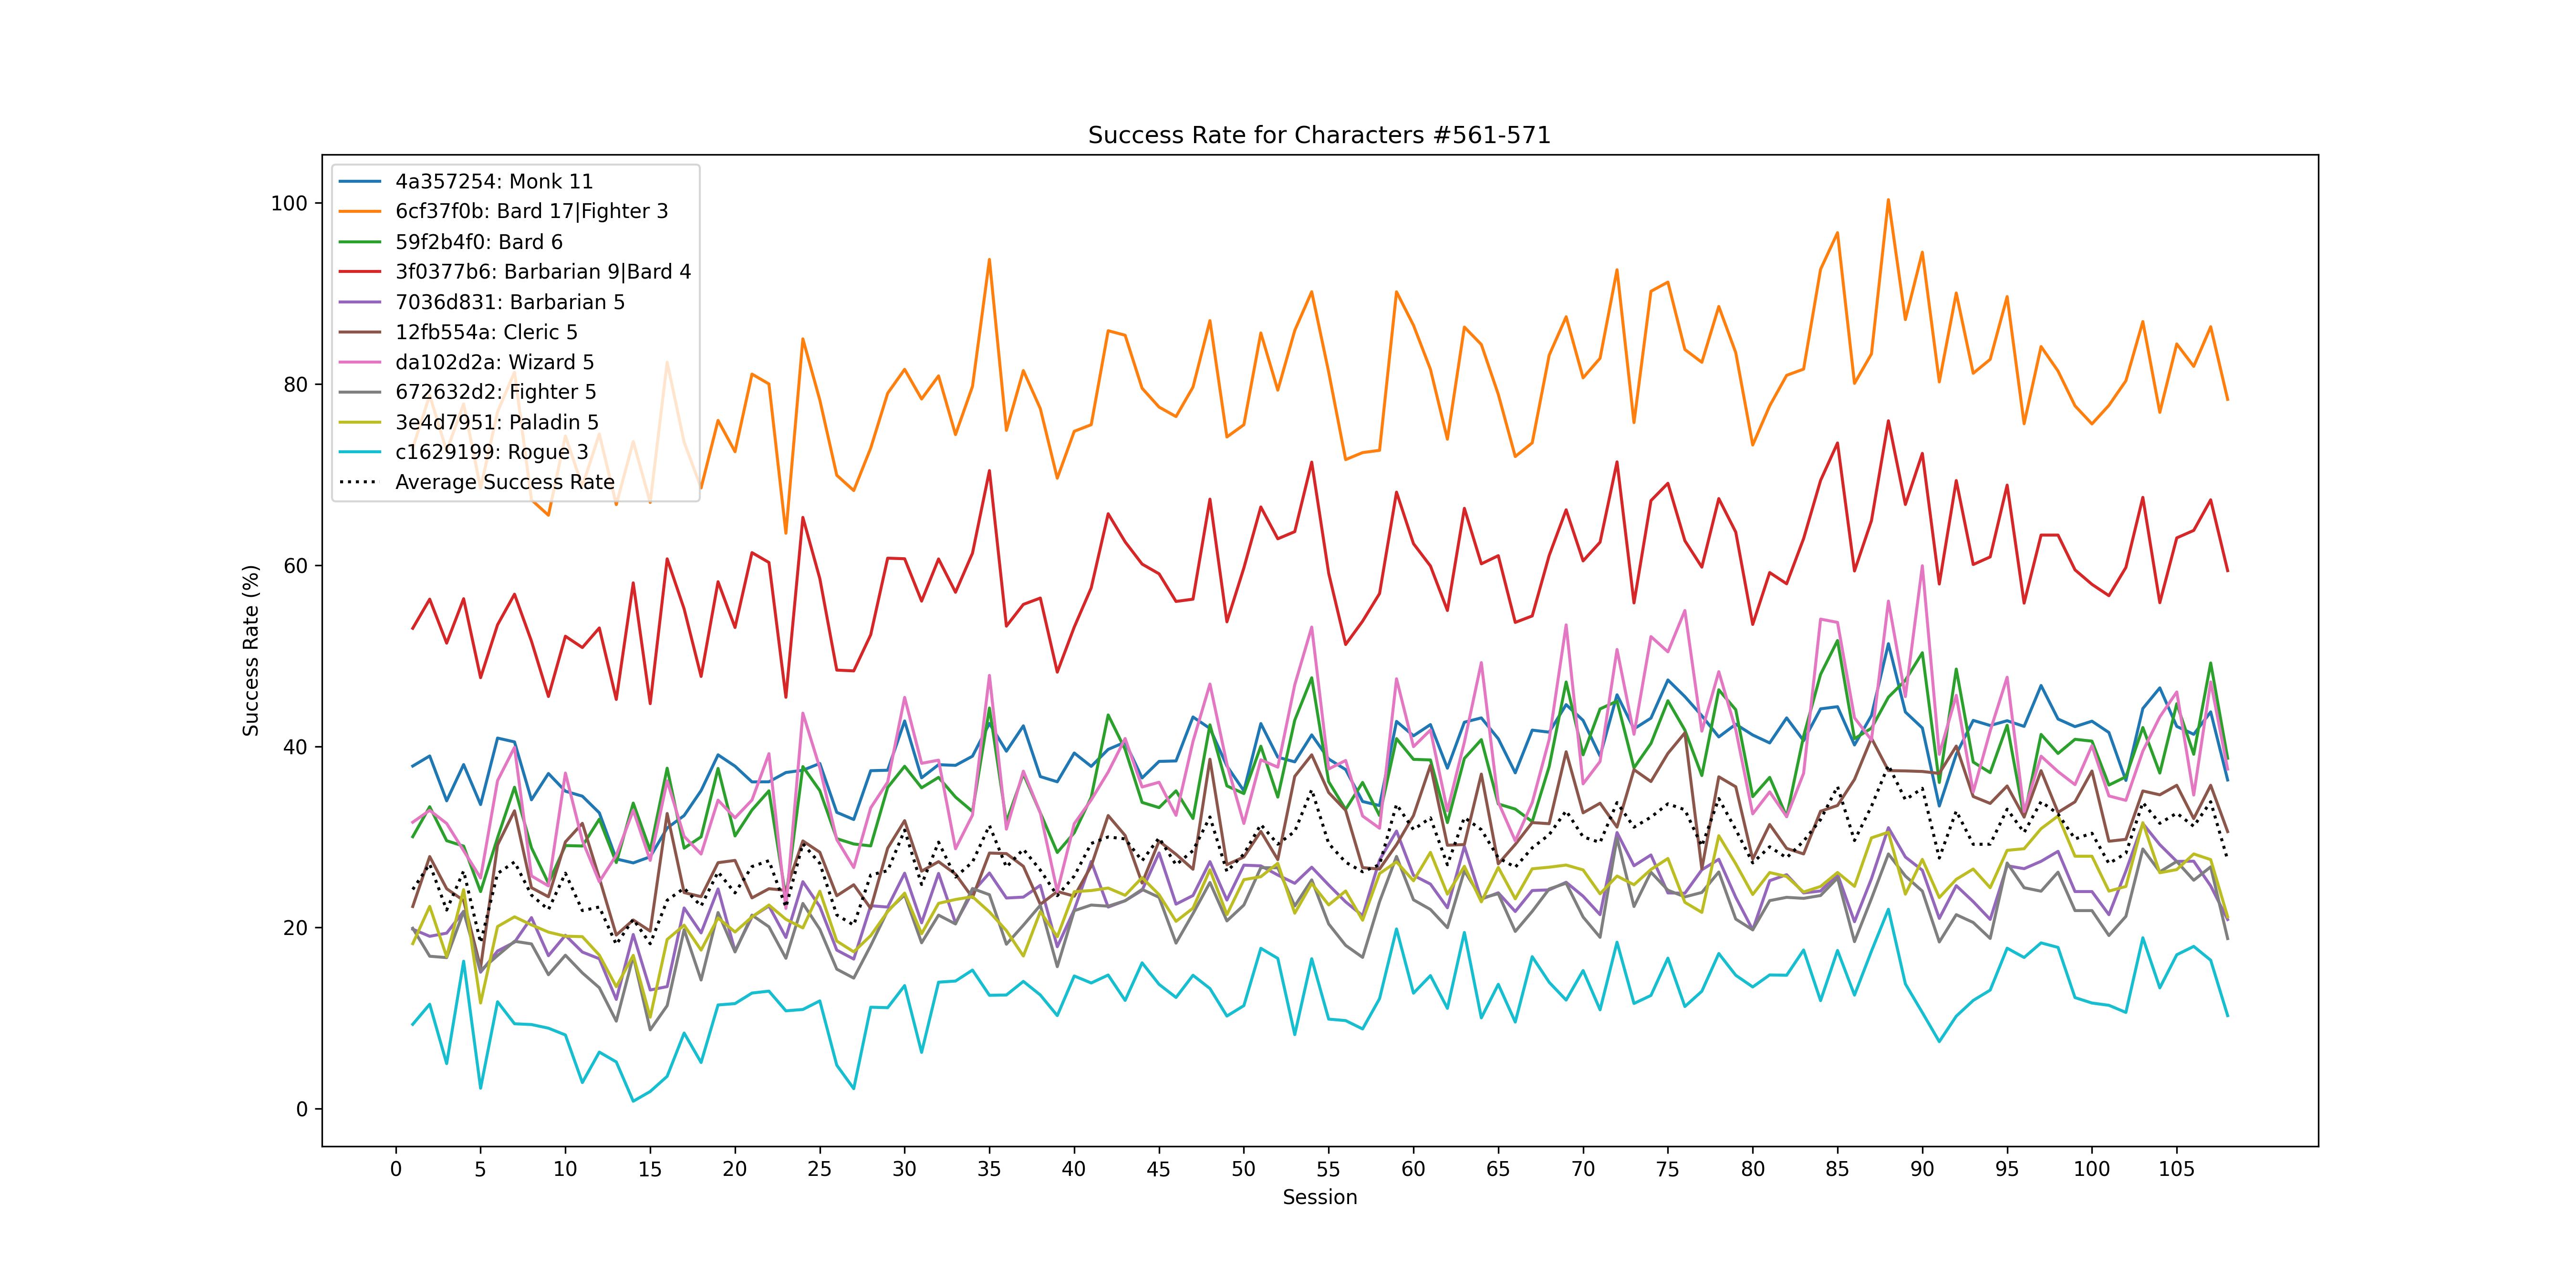 Success Rate for Characters #561-571
4a357254: Monk 11
6cf37f0b: Bard 17|Fighter 3
59f2b4f0: Bard 6
3f0377b6: Barbarian 9|Bard 4
7036d831: Barbarian 5
12fb554a: Cleric 5
da102d2a: Wizard 5
672632d2: Fighter 5
3e4d7951: Paladin 5
c1629199: Rogue 3
Average Success Rate
Success Rate (%)
100
80
60
40
20
0
0 5 10 15 20 25 30 35 40 45 50 55 60 65 70 75 80 85 90 95 100 105
Session